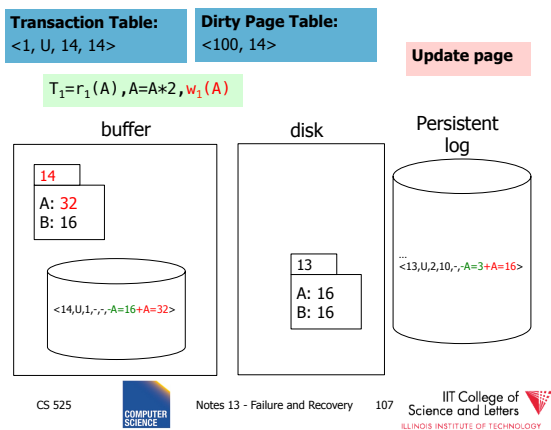 Transaction Table:
<1, U, 14, 14>
Dirty Page Table:
<100, 14>
Update page
T1=r1(A),A=A*2,w1(A)
buffer
disk
Persistent
log
14
A: 32
B: 16
<14,U,1,-,-,-A=16+A=32>
13
A: 16
B: 16
...
<13,U,2,10,-,-A=3+A=16>
CS 525
COMPUTER
SCIENCE
Notes 13 - Failure and Recovery
107
IIT College of
Science and Letters
ILLINOIS INSTITUTE OF TECHNOLOGY